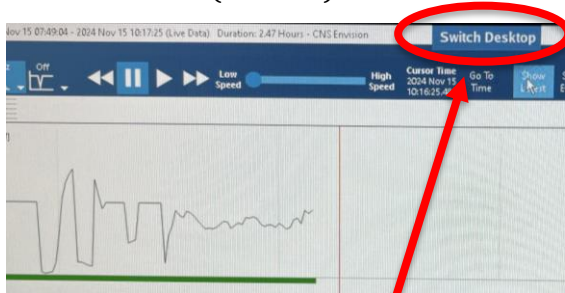 Nov 15 07:49:04 - 2024 Nov 15 10:17:25 (Live Data) Duration: 2.47 Hours - CNS Envision
Switch Desktop
Off
Low
Speed
High
Speed
Cursor Time
2024 Nov 15
Go To
Time
Show